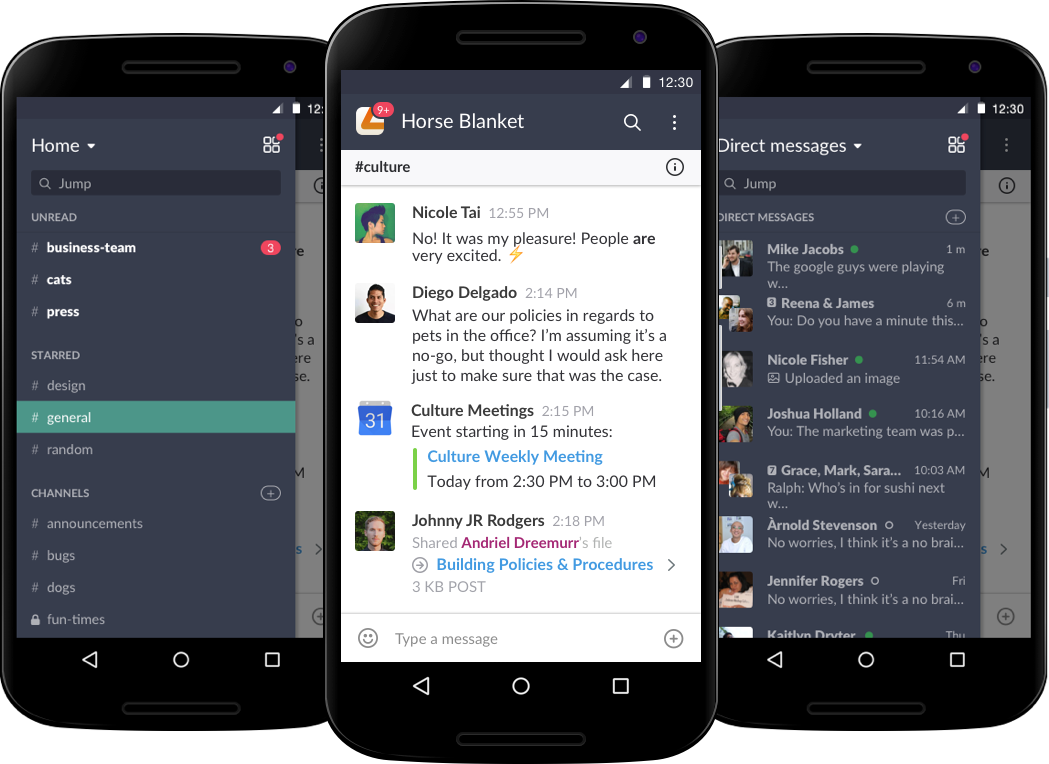 12:
Home
Jump
UNREAD
# business-team 3
# cats
# press
STARRED
# design
# general
# random
CHANNELS
# announcements
# bugs
# dogs
fun-times
12:30
9+
Horse Blanket
#culture
Nicole Tai 12:55 PM
No! It was my pleasure! People are
very excited. ⚡
Diego Delgado 2:14 PM
What are our policies in regards to
pets in the office? I’m assuming it’s a
no-go, but thought I would ask here
just to make sure that was the case.
31
Culture Meetings 2:15 PM
Event starting in 15 minutes:
Culture Weekly Meeting
Today from 2:30 PM to 3:00 PM
Johnny JR Rodgers 2:18 PM
Shared Andriel Dreemurr’s file
Building Policies & Procedures
3 KB POST
Type a message
12:30
Direct messages
Jump
DIRECT MESSAGES
Mike Jacobs 1 m
The google guys were playing
w...
3 Reena & James 6 m
You: Do you have a minute this...
Nicole Fisher 11:54 AM
Uploaded an image
Joshua Holland 10:16 AM
You: The marketing team was p...
7 Grace, Mark, Sara... 10:03 AM
Ralph: Who’s in for sushi next
w...
Àrnold Stevenson Yesterday
No worries, I think it’s a no brai...
Jennifer Rogers Fri
No worries, I think it’s a no brai...
Kaitlyn Dryter Thu